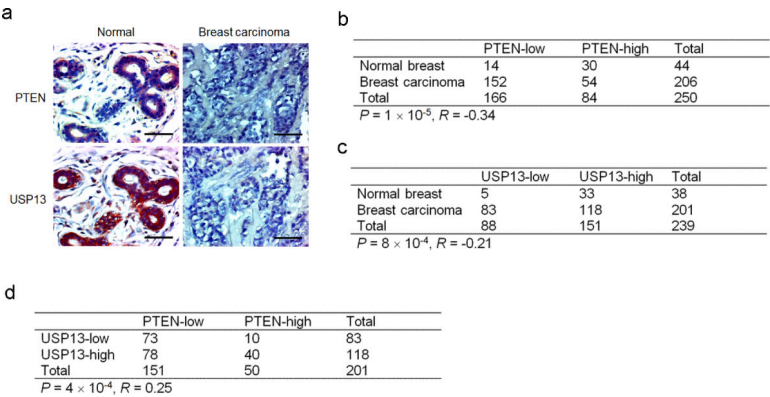 a
Normal Breast carcinoma
PTEN
USP13
b
PTEN-low PTEN-high Total
Normal breast 14 30 44
Breast carcinoma 152 54 206
Total 166 84 250
P = 1 × 10-5, R = -0.34
c
USP13-low USP13-high Total
Normal breast 5 33 38
Breast carcinoma 83 118 201
Total 88 151 239
P = 8 × 10-4, R = -0.21
d
PTEN-low PTEN-high Total
USP13-low 73 10 83
USP13-high 78 40 118
Total 151 50 201
P = 4 × 10-4, R = 0.25